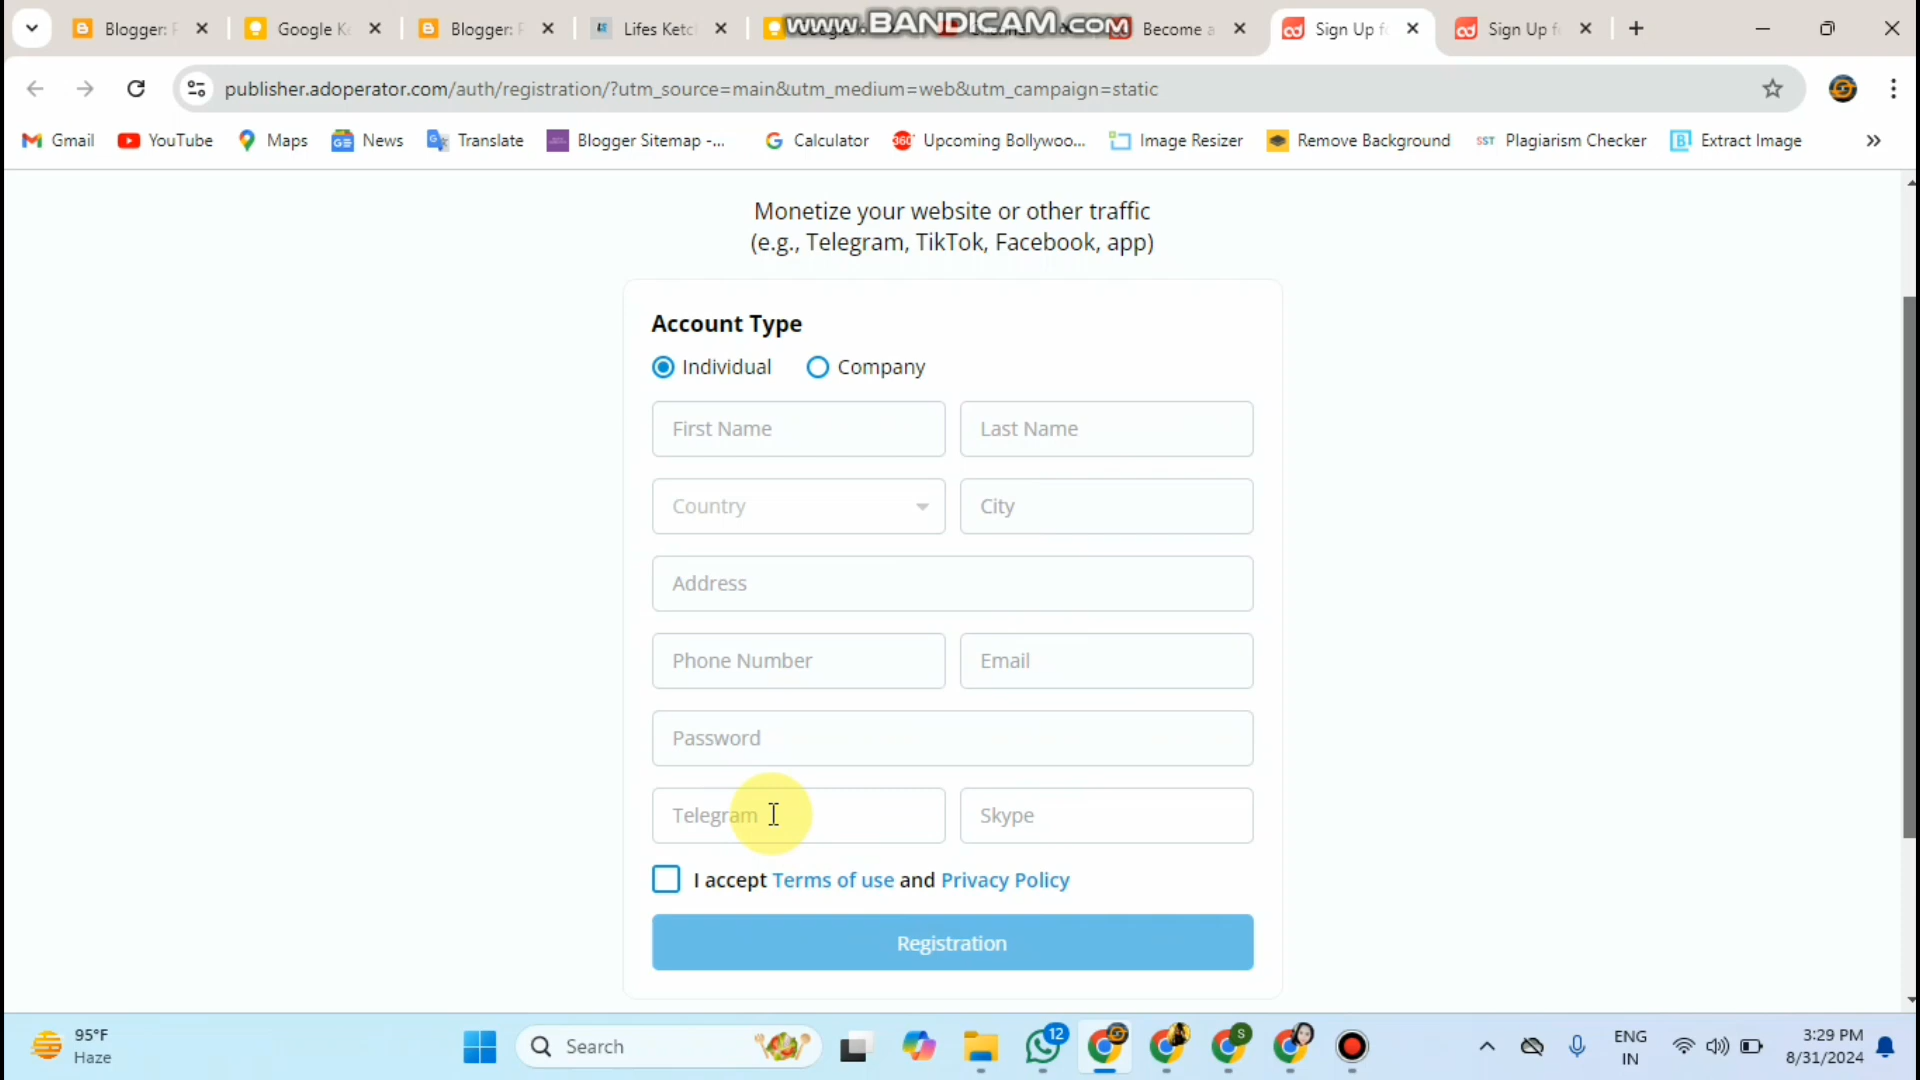 Blogger: F
Google K
Blogger: F
Lifes Ketc
www.BANDICAM.com
Become a
Sign Up f
Sign Up f
publisher.adoperator.com/auth/registration/?utm_source=main&utm_medium=web&utm_campaign=static
Gmail
YouTube
Maps
News
Translate
Blogger Sitemap -...
Calculator
Upcoming Bollywoo...
Image Resizer
Remove Background
SST Plagiarism Checker
Extract Image
Monetize your website or other traffic
(e.g., Telegram, TikTok, Facebook, app)
Account Type
Individual
Company
First Name
Last Name
Country
City
Address
Phone Number
Email
Password
Telegram
Skype
I accept Terms of use and Privacy Policy
Registration
95°F
Haze
Search
12
S
ENG
IN
3:29 PM
8/31/2024